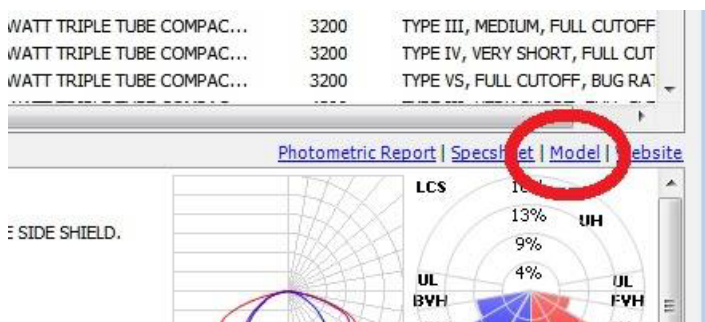 WATT TRIPLE TUBE COMPAC... 3200 TYPE III, MEDIUM, FULL CUTOFF
WATT TRIPLE TUBE COMPAC... 3200 TYPE IV, VERY SHORT, FULL CUT
WATT TRIPLE TUBE COMPAC... 3200 TYPE VS, FULL CUTOFF, BUG RAT
Photometric Report | Specsheet | Model | Website
E SIDE SHIELD.
LCS
13% UH
9%
4%
UL UL
BVH FVH